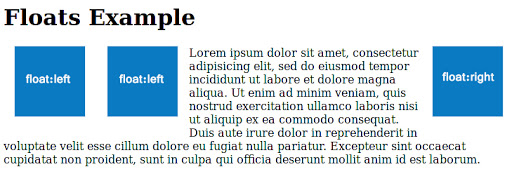 Floats Example
float:left
float:left
float:right
Lorem ipsum dolor sit amet, consectetur
adipisicing elit, sed do eiusmod tempor
incididunt ut labore et dolore magna
aliqua. Ut enim ad minim veniam, quis
nostrud exercitation ullamco laboris nisi
ut aliquip ex ea commodo consequat.
Duis aute irure dolor in reprehenderit in
voluptate velit esse cillum dolore eu fugiat nulla pariatur. Excepteur sint occaecat
cupidatat non proident, sunt in culpa qui officia deserunt mollit anim id est laborum.